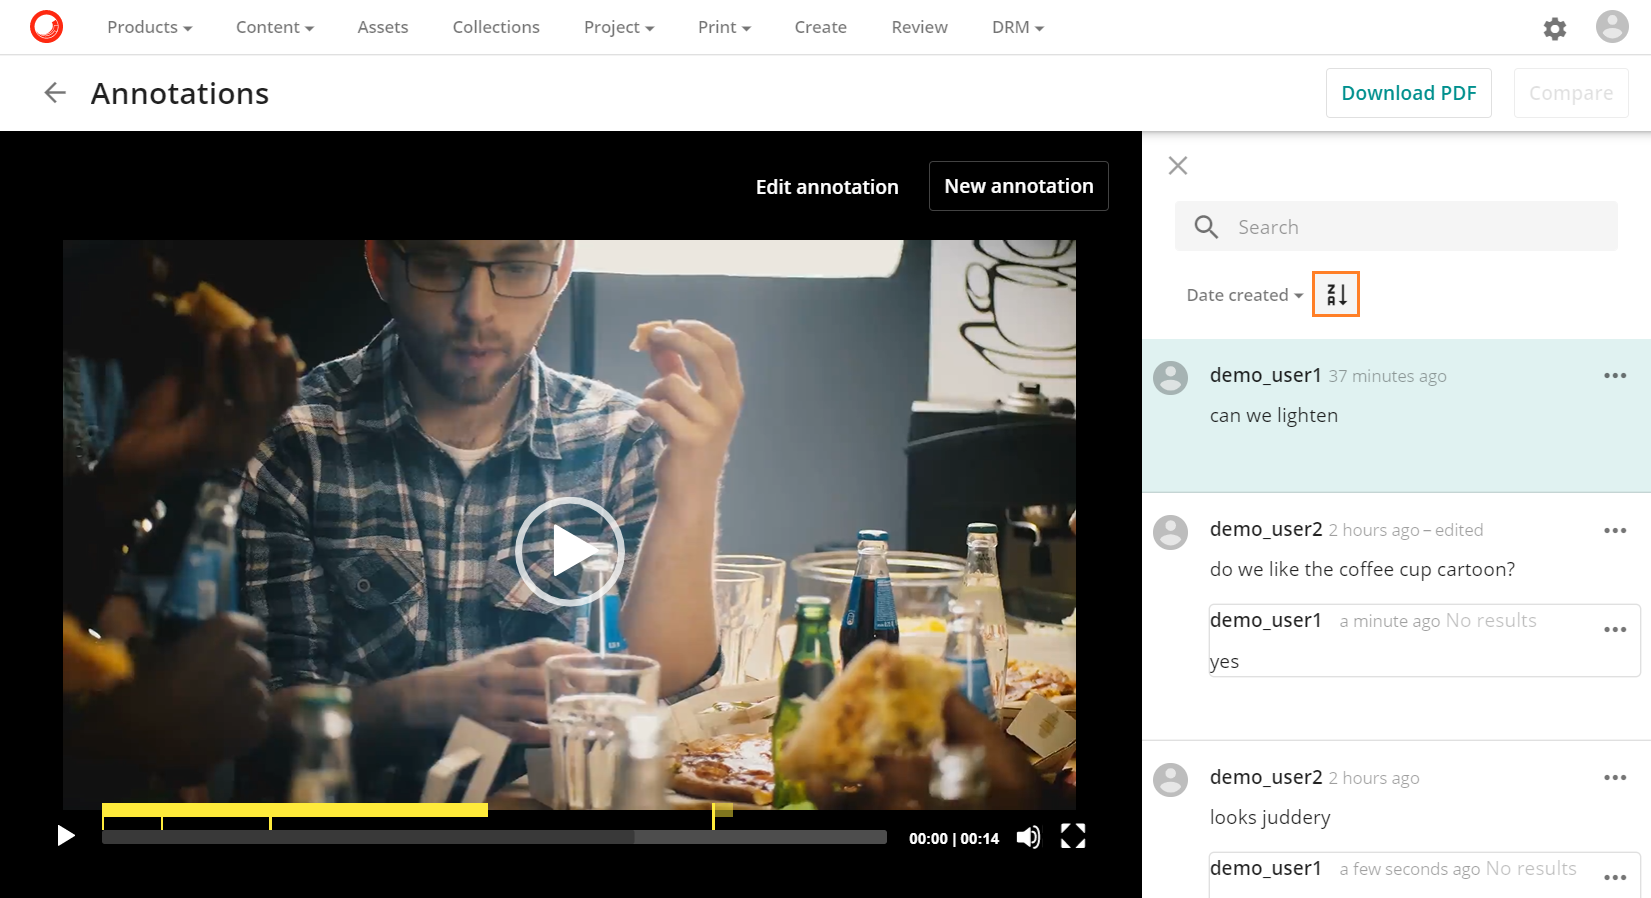 Products Content Assets Collections Project Print Create Review DRM
Annotations
Download PDF Compare
Edit annotation New annotation
Search
Date created ZA
demo_user1 37 minutes ago
can we lighten
demo_user2 2 hours ago – edited
do we like the coffee cup cartoon?
demo_user1 a minute ago No results
yes
demo_user2 2 hours ago
looks juddery
demo_user1 a few seconds ago No results
00:00 | 00:14